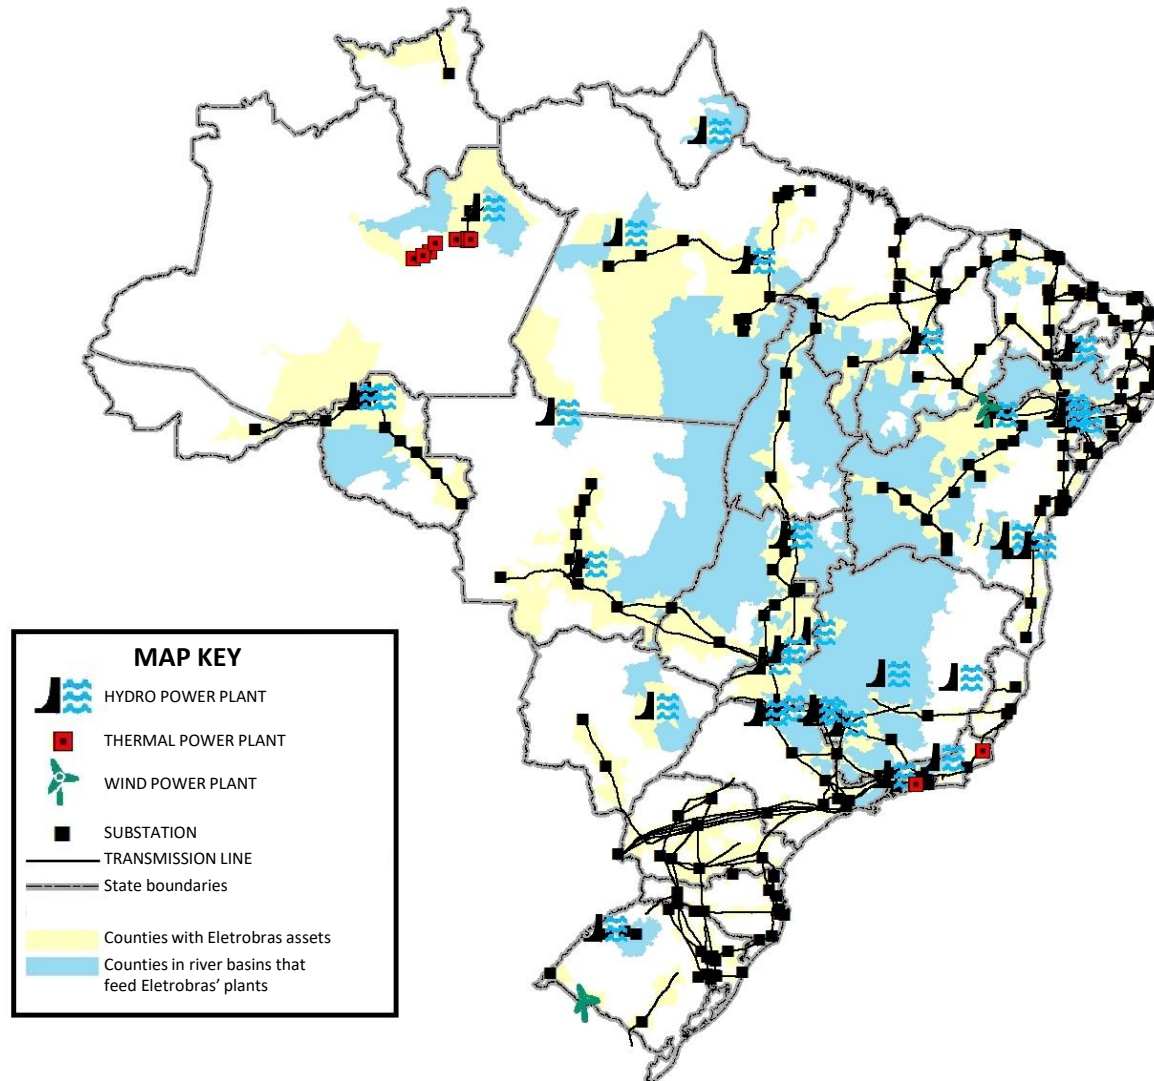 MAP KEY
HYDRO POWER PLANT
THERMAL POWER PLANT
WIND POWER PLANT
SUBSTATION
TRANSMISSION LINE
State boundaries
Counties with Eletrobras assets
Counties in river basins that
feed Eletrobras’ plants